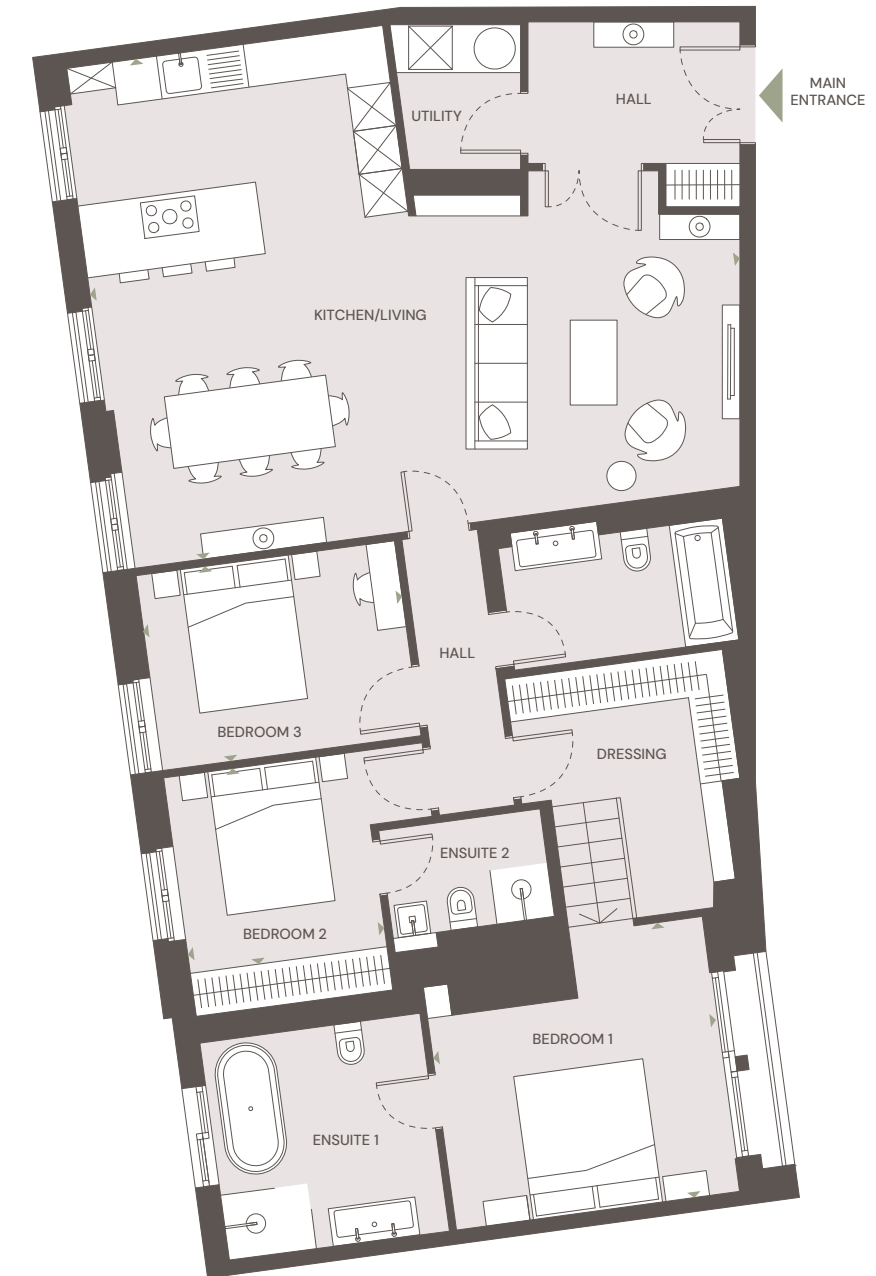 MAIN
ENTRANCE
HALL
UTILITY
KITCHEN/LIVING
HALL
BEDROOM 3
DRESSING
ENSUITE 2
BEDROOM 2
BEDROOM 1
ENSUITE 1